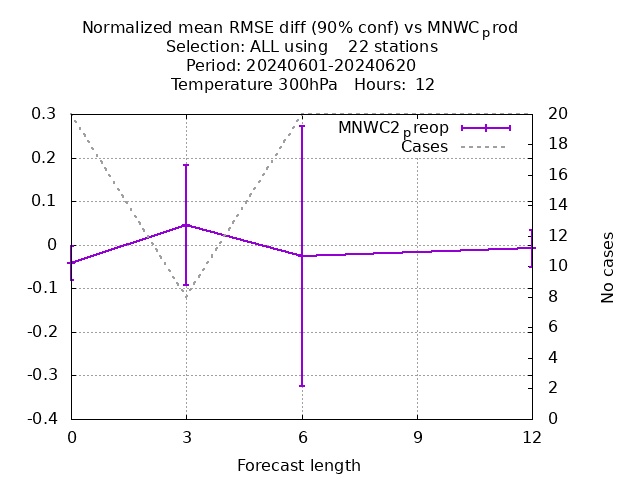 Normalized mean RMSE diff (90% conf) vs MNWCprod
Selection: ALL using    22 stations
Period: 20240601-20240620
Temperature 300hPa   Hours:  12
0.3
0.2
0.1
0
-0.1
-0.2
-0.3
-0.4
MNWC2preop
Cases
20
18
16
14
12
10
8
6
4
2
0
No cases
0 3 6 9 12
Forecast length